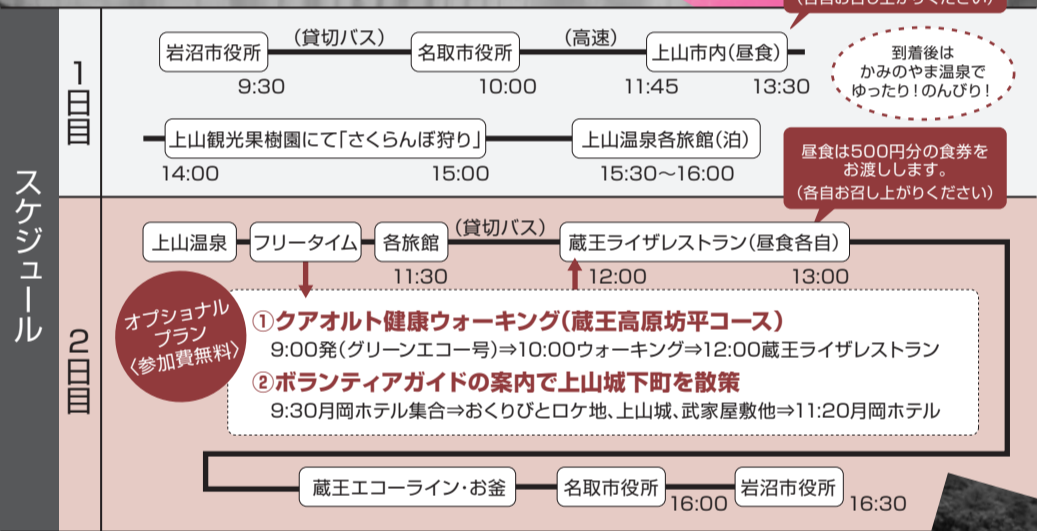 (各自お召し上がりください)
スケジュール
1日目
岩沼市役所
(貸切バス)
名取市役所
(高速)
上山市内(昼食)
9:30
10:00
11:45
13:30
到着後は
かみのやま温泉で
ゆったり!のんびり!
上山観光果樹園にて「さくらんぼ狩り」
上山温泉各旅館(泊)
14:00
15:00
15:30〜16:00
昼食は500円分の食券を
お渡しします。
(各自お召し上がりください)
2日目
上山温泉
フリータイム
各旅館
(貸切バス)
蔵王ライザレストラン(昼食各自)
11:30
12:00
13:00
オプショナル
プラン
〈参加費無料〉
①クアオルト健康ウォーキング(蔵王高原坊平コース)
9:00発(グリーンエコー号)⇒10:00ウォーキング⇒12:00蔵王ライザレストラン
②ボランティアガイドの案内で上山城下町を散策
9:30月岡ホテル集合⇒おくりびとロケ地、上山城、武家屋敷他⇒11:20月岡ホテル
蔵王エコーライン・お釜
名取市役所
16:00
岩沼市役所
16:30